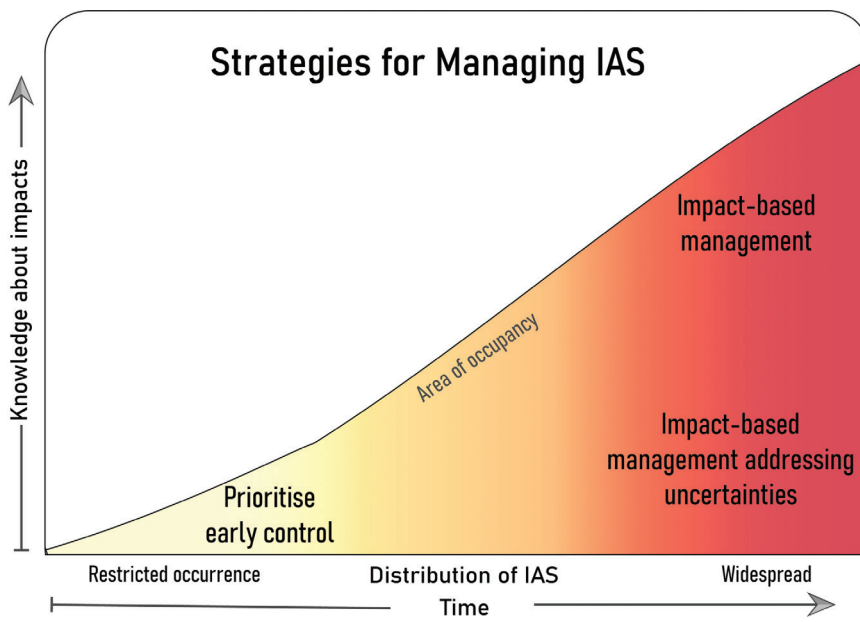 Strategies for Managing IAS
Knowledge about impacts
Impact-based
management
Area of occupancy
Impact-based
management addressing
uncertainties
Prioritise
early control
Restricted occurrence
Distribution of IAS
Widespread
Time